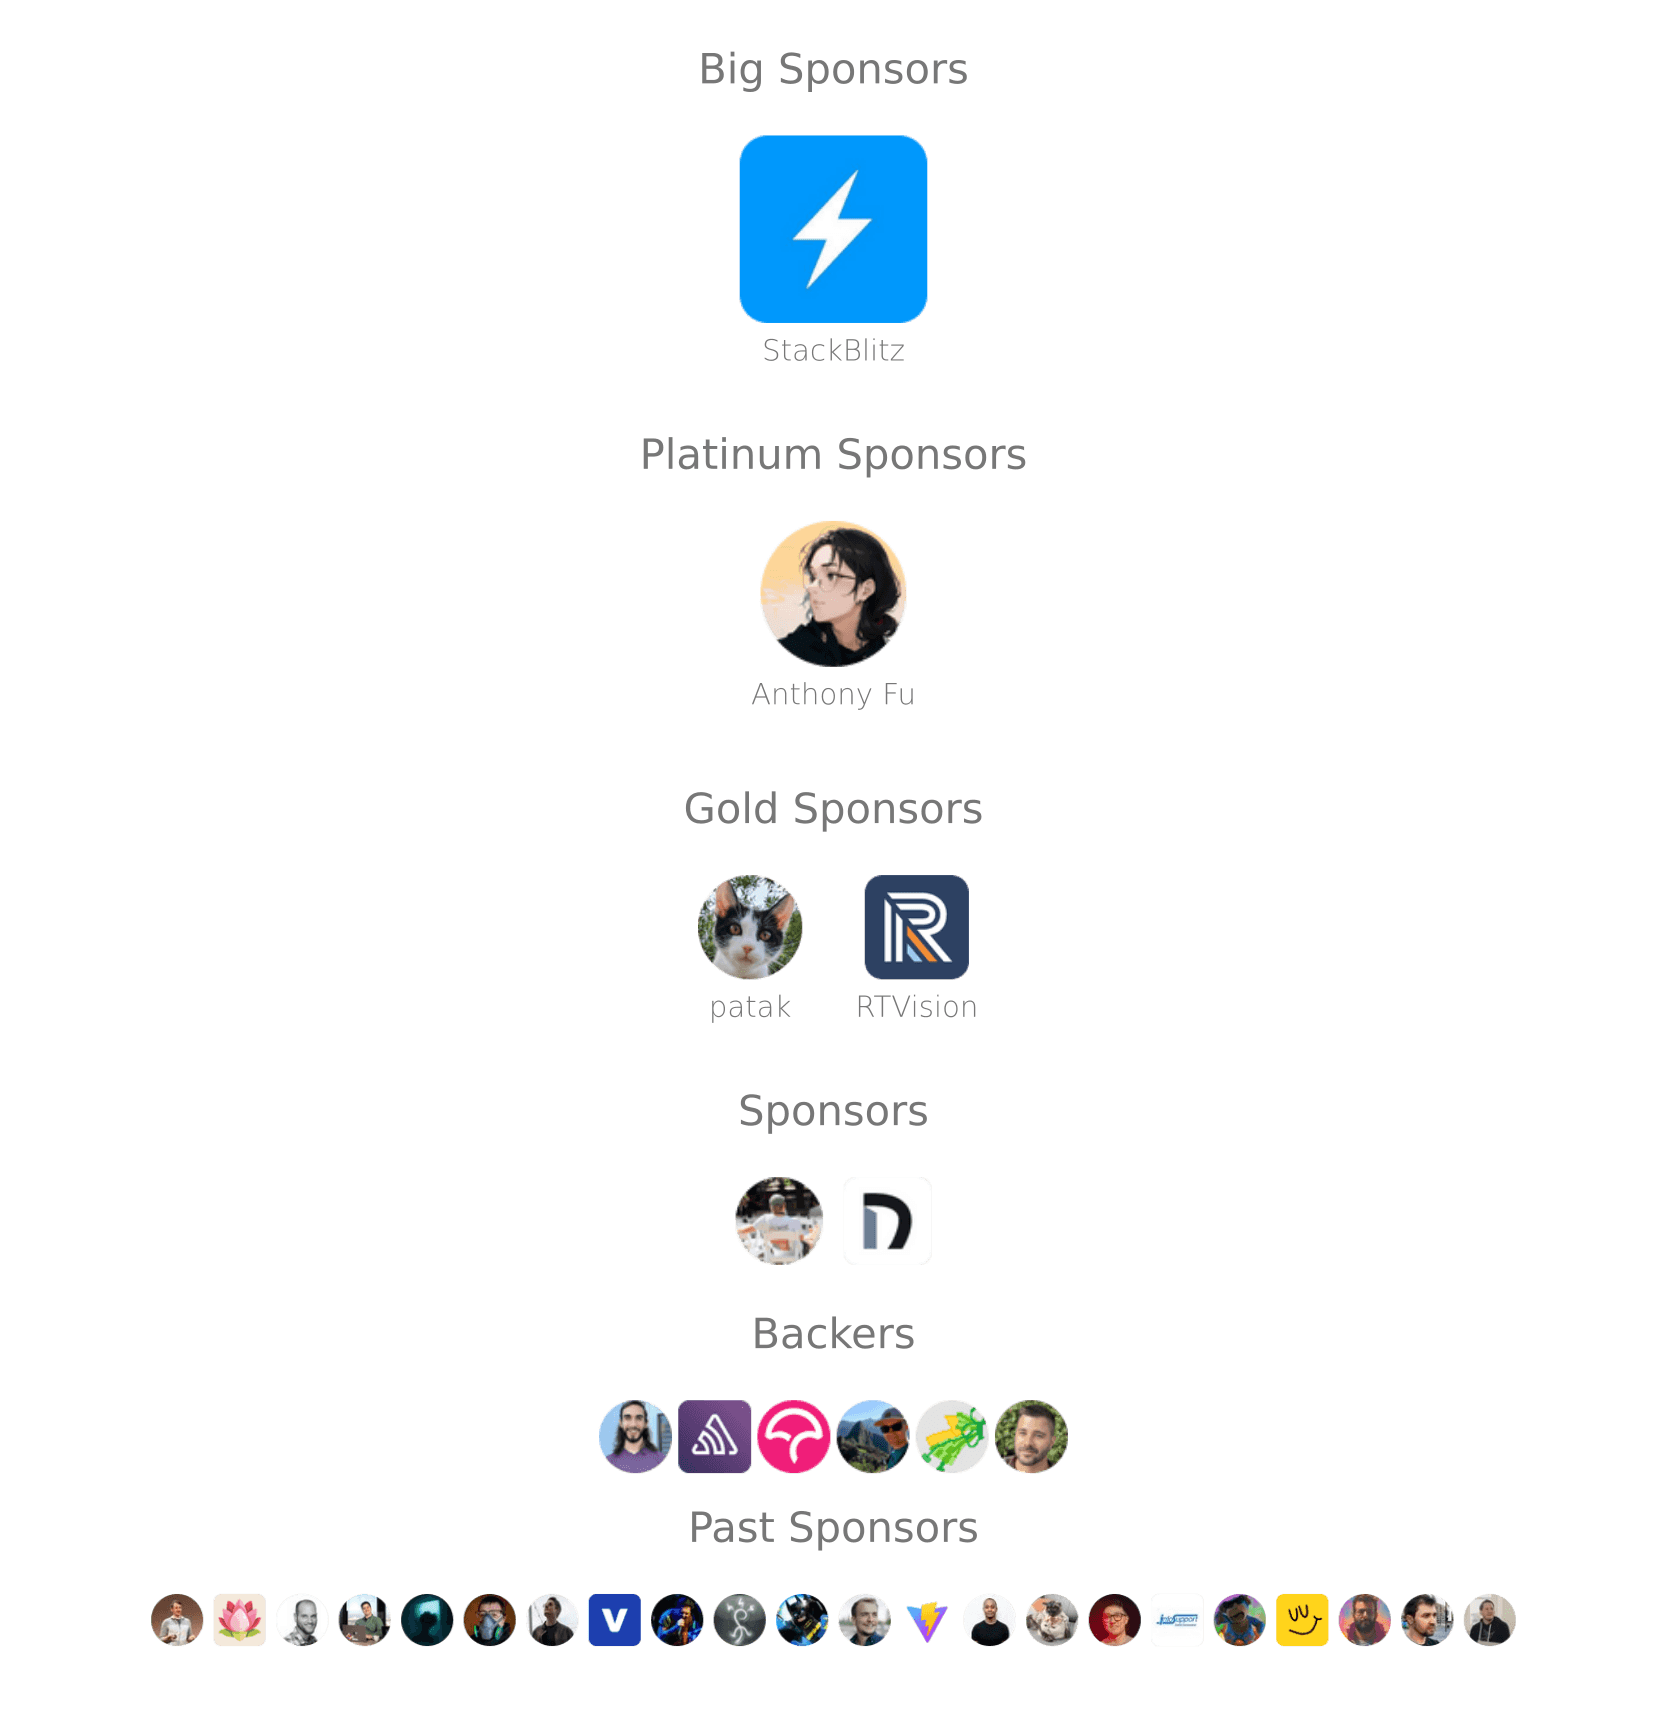 Big Sponsors
StackBlitz
Platinum Sponsors
Anthony Fu
Gold Sponsors
patak
RTVision
Sponsors
Backers
Past Sponsors
V